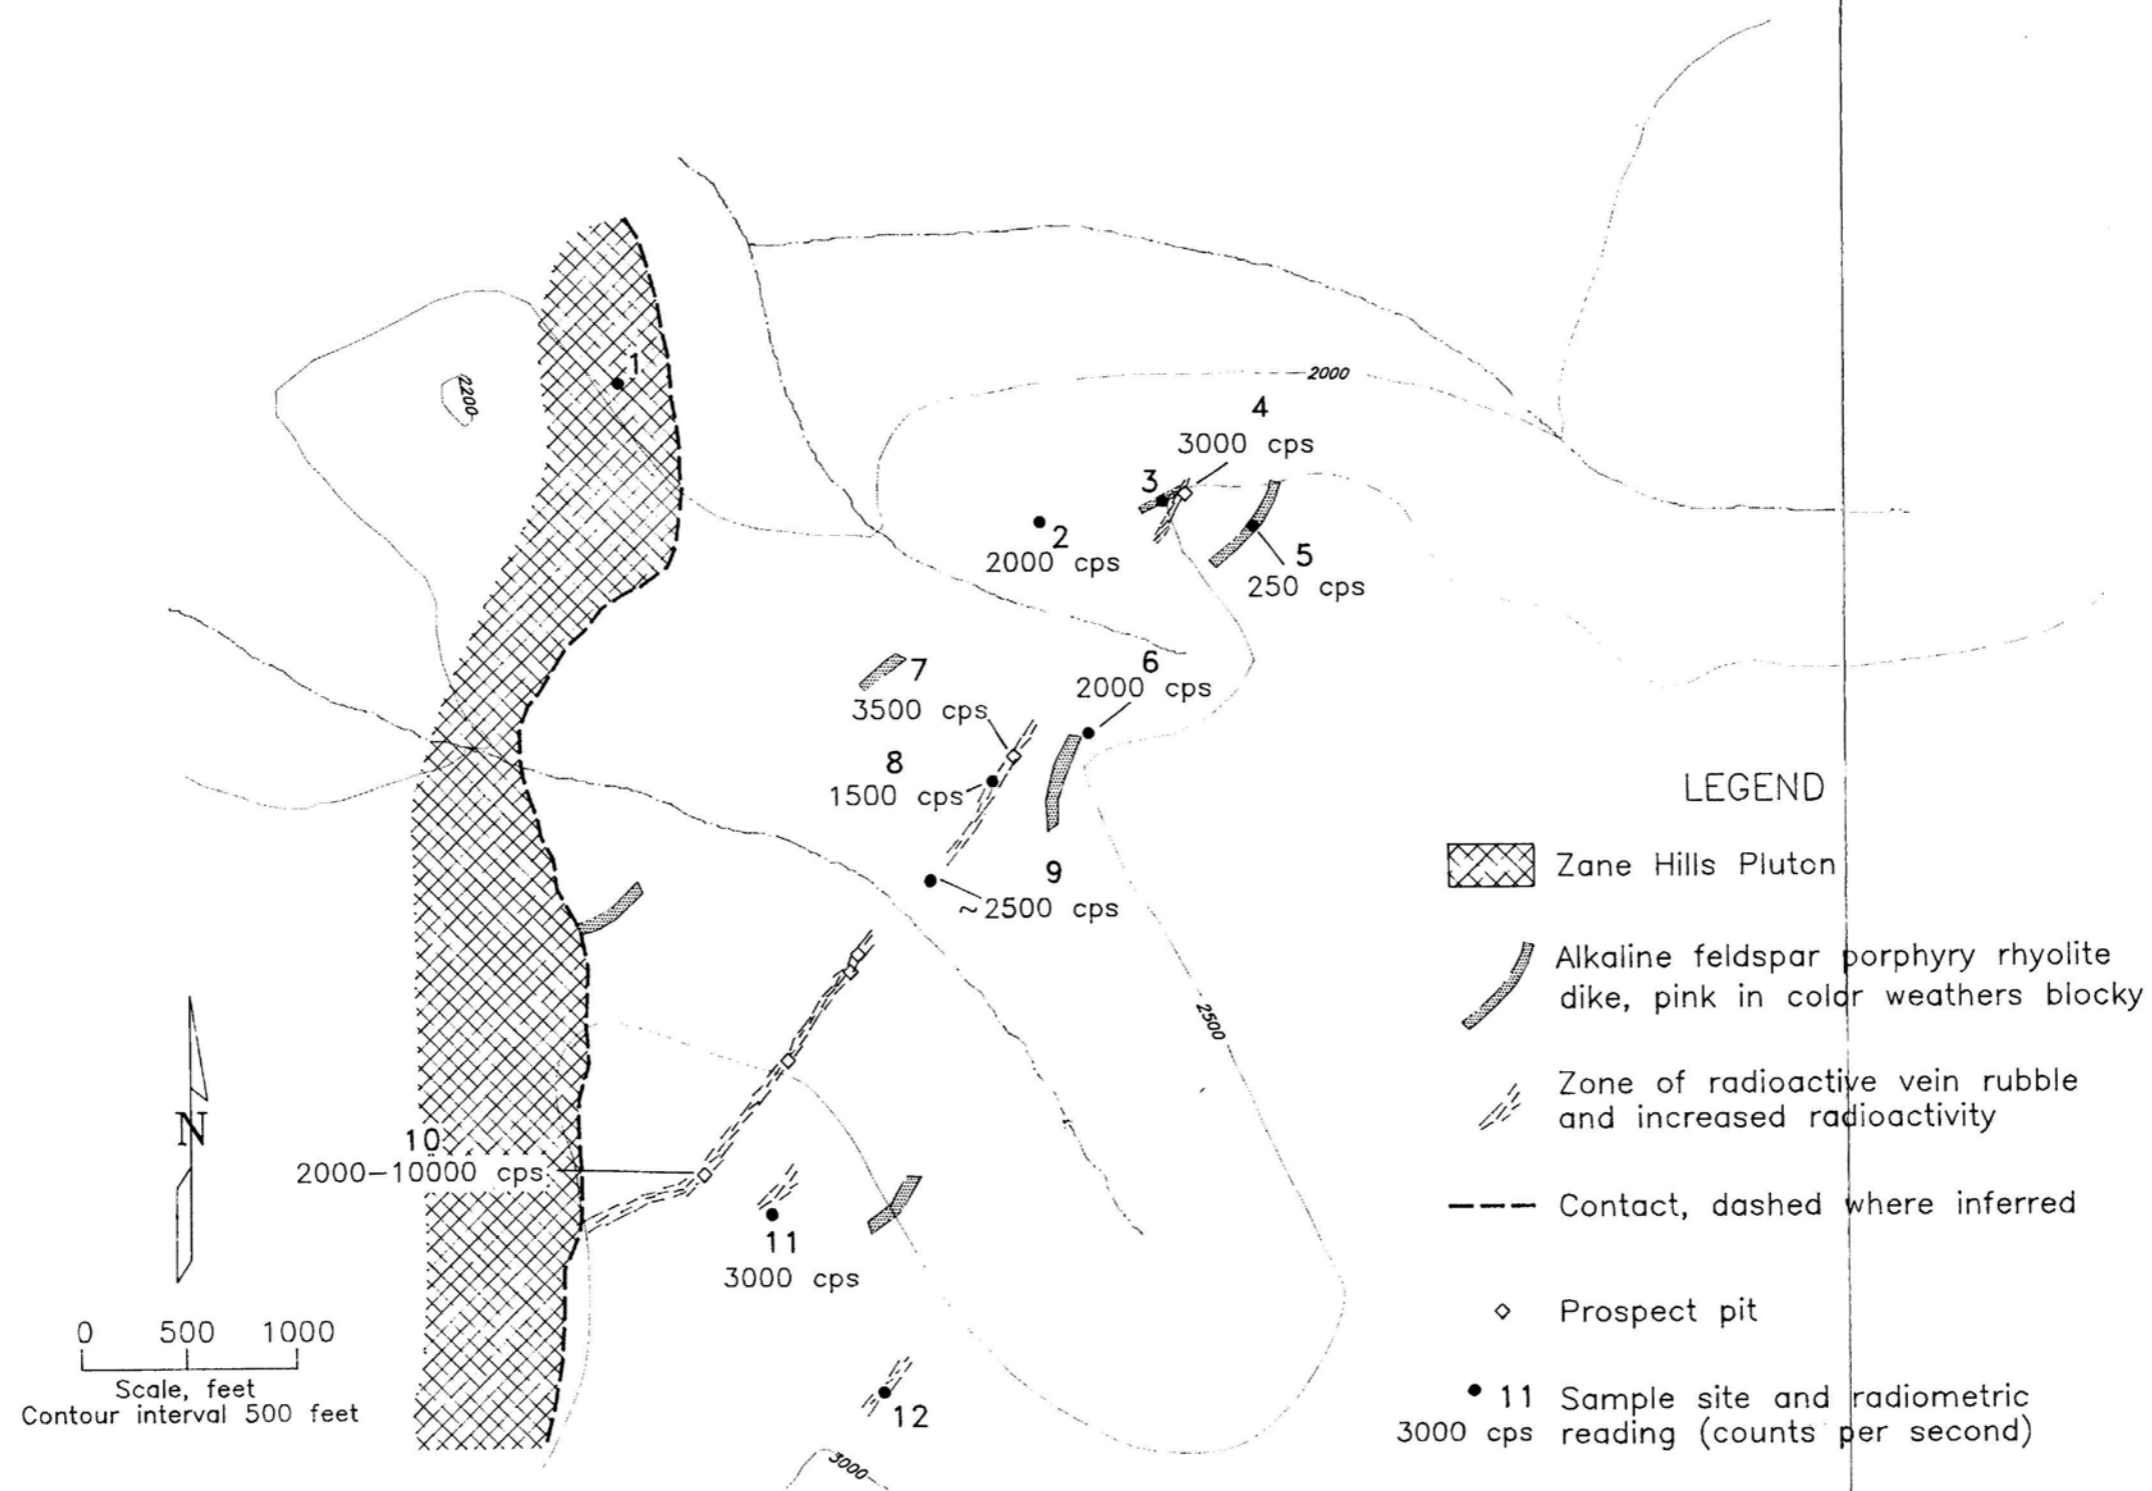 1
2200
2000
4
3000 cps
3
2
2000 cps
5
250 cps
7
3500 cps
6
2000 cps
8
1500 cps
9
~2500 cps
2500
10
2000-10000 cps
11
3000 cps
12
3000
N
0 500 1000
Scale, feet
Contour interval 500 feet
LEGEND
Zane Hills Pluton
Alkaline feldspar porphyry rhyolite
dike, pink in color weathers blocky
Zone of radioactive vein rubble
and increased radioactivity
Contact, dashed where inferred
Prospect pit
11 Sample site and radiometric
3000 cps reading (counts per second)